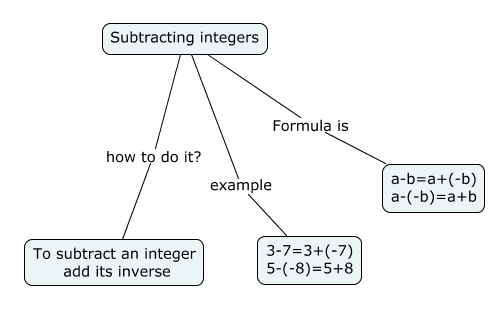 Subtracting integers
Formula is
how to do it?
a-b=a+(-b)
a-(-b)=a+b
example
To subtract an integer
add its inverse
3-7=3+(-7)
5-(-8)=5+8